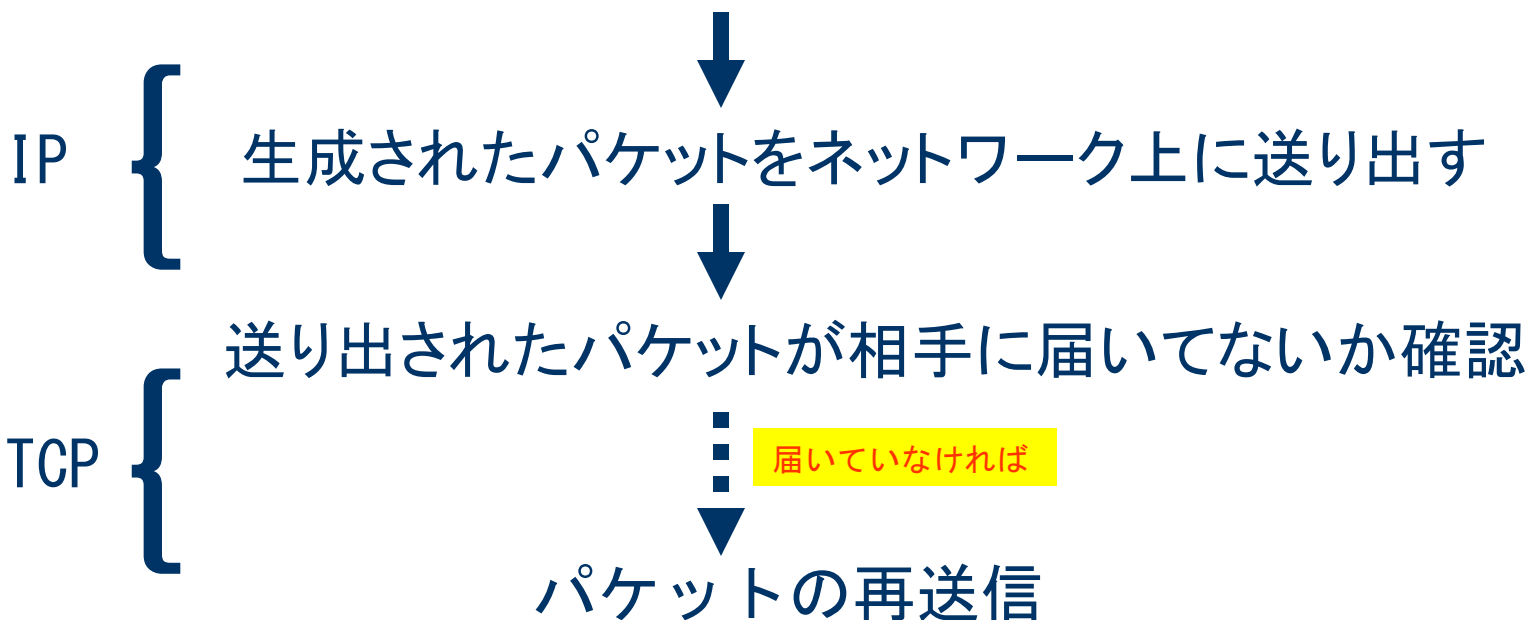 IP
生成されたパケットをネットワーク上に送り出す
送り出されたパケットが相手に届いてないか確認
TCP
届いていなければ
パケットの再送信